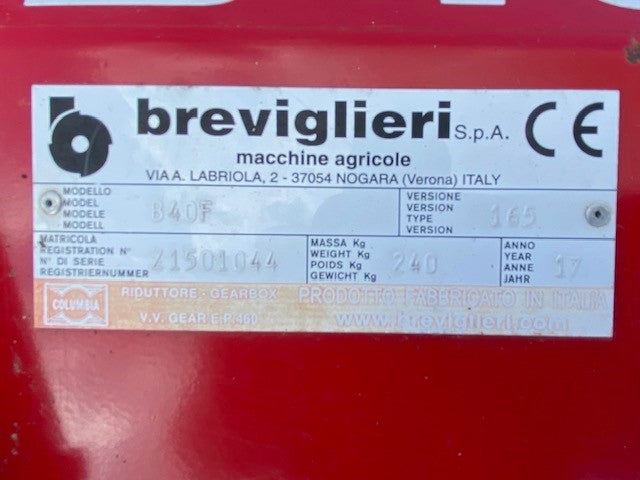 breviglieri S.p.A. CE
macchine agricole
VIA A. LABRIOLA, 2 - 37054 NOGARA (Verona) ITALY
MODELLO
MODEL
MODELE
MODELL
B40F
VERSIONE
VERSION
TYPE
VERSION
165
MATRICOLA
REGISTRATION N°
N° DI SERIE
REGISTRIERNUMMER
21501044
MASSA Kg
WEIGHT Kg
POIDS Kg
GEWICHT Kg
240
ANNO
YEAR
ANNE
JAHR
17
COLUMBIA
RIDUTTORE - GEARBOX
V.V. GEAR E.P. 460
PRODOTTO FABBRICATO IN ITALIA
www.breviglieri.com